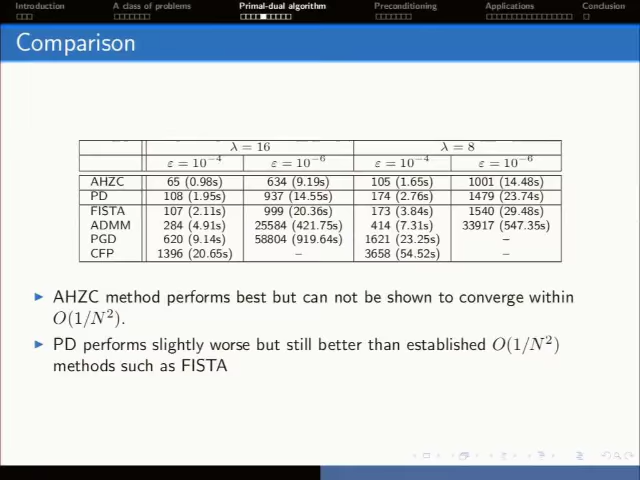 Introduction A class of problems Primal-dual algorithm Preconditioning Applications Conclusion
Comparison
λ = 16 λ = 8
ε = 10⁻⁴ ε = 10⁻⁶ ε = 10⁻⁴ ε = 10⁻⁶
AHZC 65 (0.98s) 634 (9.19s) 105 (1.65s) 1001 (14.48s)
PD 108 (1.95s) 937 (14.55s) 174 (2.76s) 1479 (23.74s)
FISTA 107 (2.11s) 999 (20.36s) 173 (3.84s) 1540 (29.48s)
ADMM 284 (4.91s) 25584 (421.75s) 414 (7.31s) 33917 (547.35s)
PGD 620 (9.14s) 58804 (919.64s) 1621 (23.25s) –
CFP 1396 (20.65s) – 3658 (54.52s) –
AHZC method performs best but can not be shown to converge within
O(1/N²).
PD performs slightly worse but still better than established O(1/N²)
methods such as FISTA